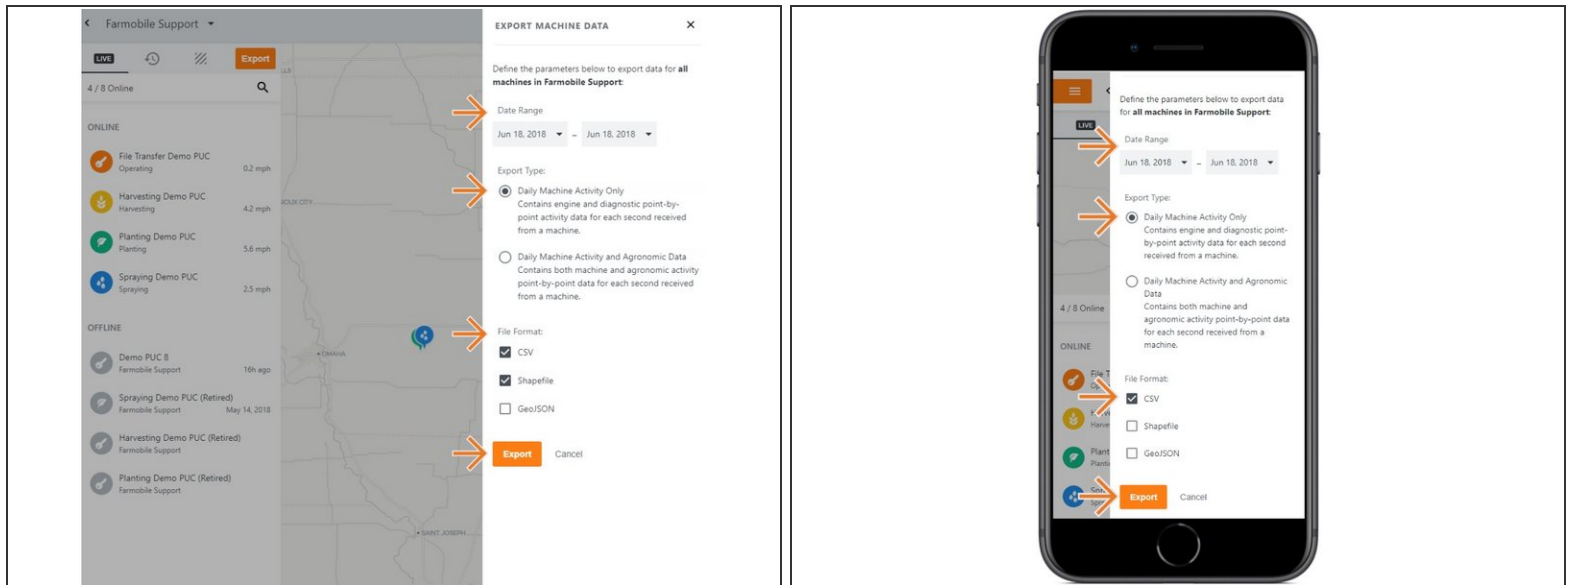 Farmobile Support
LIVE
Export
4 / 8 Online
ONLINE
File Transfer Demo PUC
Operating 0.2 mph
Harvesting Demo PUC
Harvesting 4.2 mph
Planting Demo PUC
Planting 5.6 mph
Spraying Demo PUC
Spraying 2.5 mph
OFFLINE
Demo PUC 8
Farmobile Support 16h ago
Spraying Demo PUC (Retired)
Farmobile Support May 14, 2018
Harvesting Demo PUC (Retired)
Farmobile Support
Planting Demo PUC (Retired)
Farmobile Support
OMAHA
SAINT JOSEPH
EXPORT MACHINE DATA
Define the parameters below to export data for all
machines in Farmobile Support:
Date Range
Jun 18, 2018 – Jun 18, 2018
Export Type:
Daily Machine Activity Only
Contains engine and diagnostic point-by-
point activity data for each second received
from a machine.
Daily Machine Activity and Agronomic Data
Contains both machine and agronomic activity
point-by-point data for each second received
from a machine.
File Format:
CSV
Shapefile
GeoJSON
Export Cancel
LIVE
4 / 8 Online
ONLINE
File T
Harve
Plant
Planti
Define the parameters below to export data
for all machines in Farmobile Support:
Date Range
Jun 18, 2018 – Jun 18, 2018
Export Type:
Daily Machine Activity Only
Contains engine and diagnostic point-
by-point activity data for each second
received from a machine.
Daily Machine Activity and Agronomic
Data
Contains both machine and
agronomic activity point-by-point data
for each second received from a
machine.
File Format:
CSV
Shapefile
GeoJSON
Export Cancel